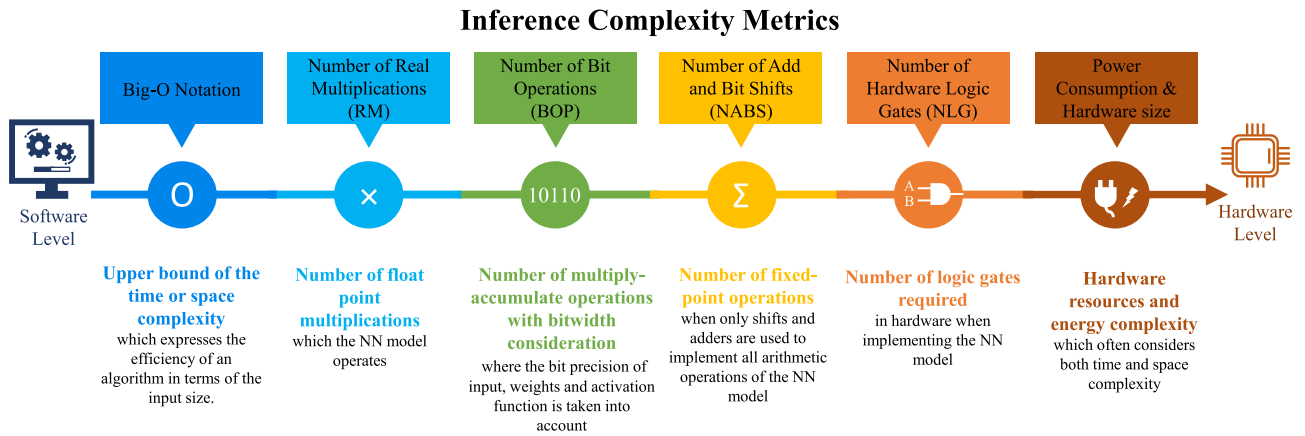 Inference Complexity Metrics
Big-O Notation
Number of Real
Multiplications
(RM)
Number of Bit
Operations
(BOP)
Number of Add
and Bit Shifts
(NABS)
Number of
Hardware Logic
Gates (NLG)
Power
Consumption &
Hardware size
Software
Level
O
×
10110
Σ
A
B
Hardware
Level
Upper bound of the
time or space
complexity
which expresses the
efficiency of an
algorithm in terms of the
input size.
Number of float
point
multiplications
which the NN model
operates
Number of multiply-
accumulate operations
with bitwidth
consideration
where the bit precision of
input, weights and activation
function is taken into
account
Number of fixed-
point operations
when only shifts and
adders are used to
implement all arithmetic
operations of the NN
model
Number of logic gates
required
in hardware when
implementing the NN
model
Hardware
resources and
energy complexity
which often considers
both time and space
complexity